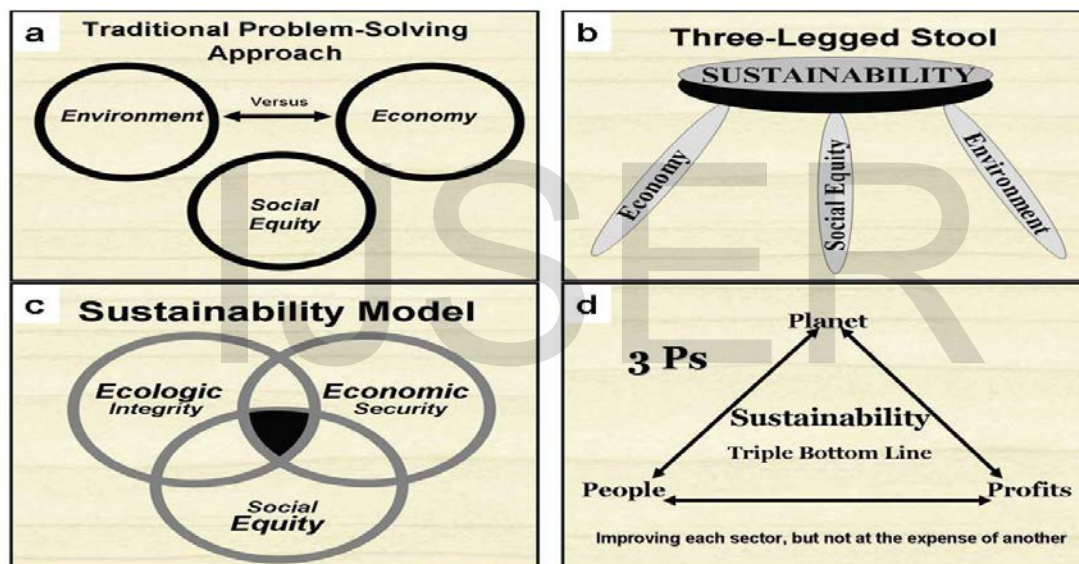 a
Traditional Problem-Solving
Approach
Environment
Versus
Economy
Social
Equity
b
Three-Legged Stool
SUSTAINABILITY
Economy
Social Equity
Environment
c
Sustainability Model
Ecologic
Integrity
Economic
Security
Social
Equity
d
3 Ps
Planet
Sustainability
Triple Bottom Line
People
Profits
Improving each sector, but not at the expense of another
IJSER